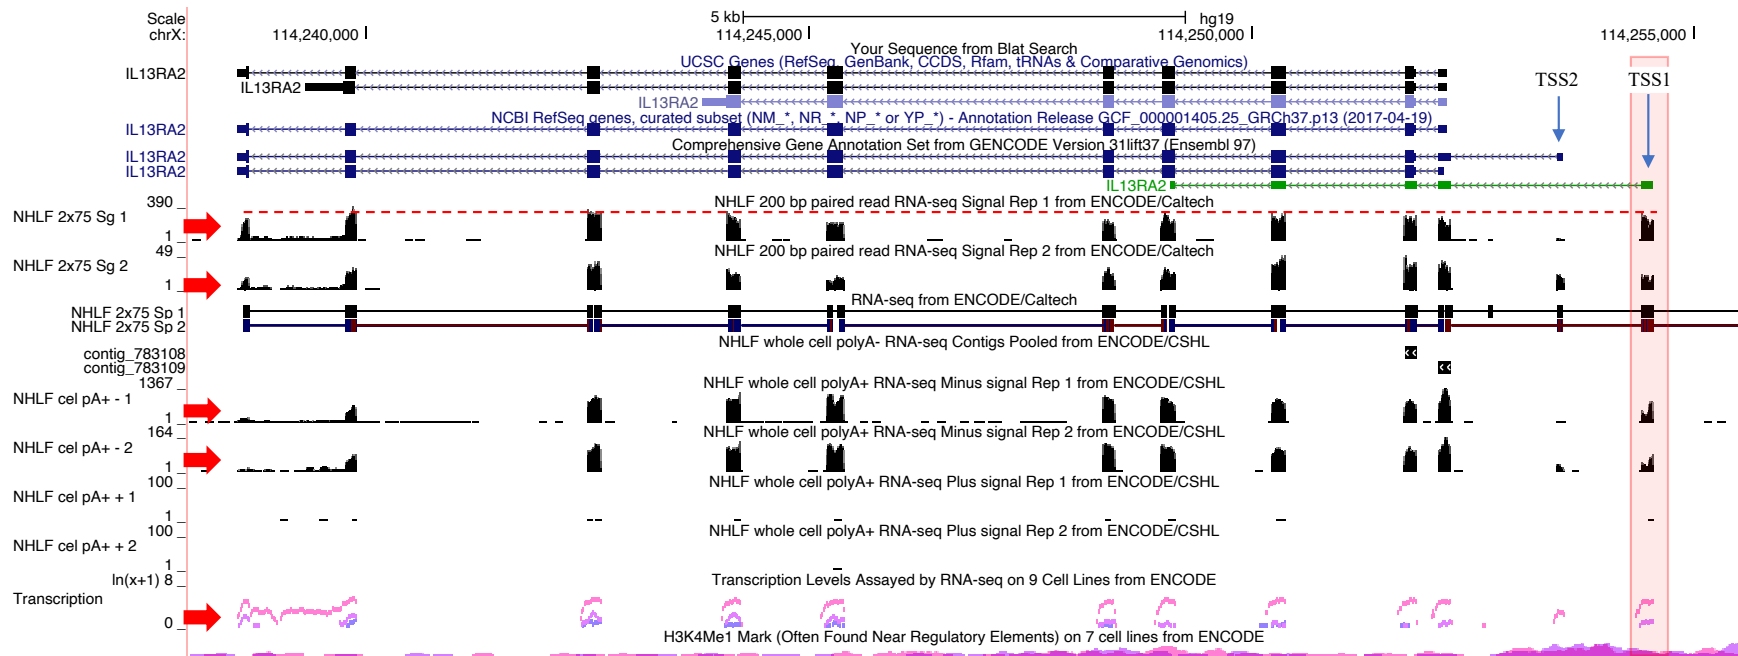 Scale 5 kb hg19
chrX: 114,240,000 114,245,000 114,250,000 114,255,000
Your Sequence from Blat Search
UCSC Genes (RefSeq, GenBank, CCDS, Rfam, tRNAs & Comparative Genomics)
IL13RA2 TSS2 TSS1
IL13RA2
IL13RA2
NCBI RefSeq genes, curated subset (NM_*, NR_*, NP_* or YP_*) - Annotation Release GCF_000001405.25_GRCh37.p13 (2017-04-19)
IL13RA2
Comprehensive Gene Annotation Set from GENCODE Version 31lift37 (Ensembl 97)
IL13RA2
IL13RA2
IL13RA2
390 _ NHLF 200 bp paired read RNA-seq Signal Rep 1 from ENCODE/Caltech
NHLF 2x75 Sg 1
1 _
49 _ NHLF 200 bp paired read RNA-seq Signal Rep 2 from ENCODE/Caltech
NHLF 2x75 Sg 2
1 _
RNA-seq from ENCODE/Caltech
NHLF 2x75 Sp 1
NHLF 2x75 Sp 2
NHLF whole cell polyA- RNA-seq Contigs Pooled from ENCODE/CSHL
contig_783108
contig_783109
1367 _ NHLF whole cell polyA+ RNA-seq Minus signal Rep 1 from ENCODE/CSHL
NHLF cel pA+ - 1
1 _
164 _ NHLF whole cell polyA+ RNA-seq Minus signal Rep 2 from ENCODE/CSHL
NHLF cel pA+ - 2
1 _
100 _ NHLF whole cell polyA+ RNA-seq Plus signal Rep 1 from ENCODE/CSHL
NHLF cel pA+ + 1
1 _
100 _ NHLF whole cell polyA+ RNA-seq Plus signal Rep 2 from ENCODE/CSHL
NHLF cel pA+ + 2
1 _
ln(x+1) 8 _ Transcription Levels Assayed by RNA-seq on 9 Cell Lines from ENCODE
Transcription
0 _
H3K4Me1 Mark (Often Found Near Regulatory Elements) on 7 cell lines from ENCODE